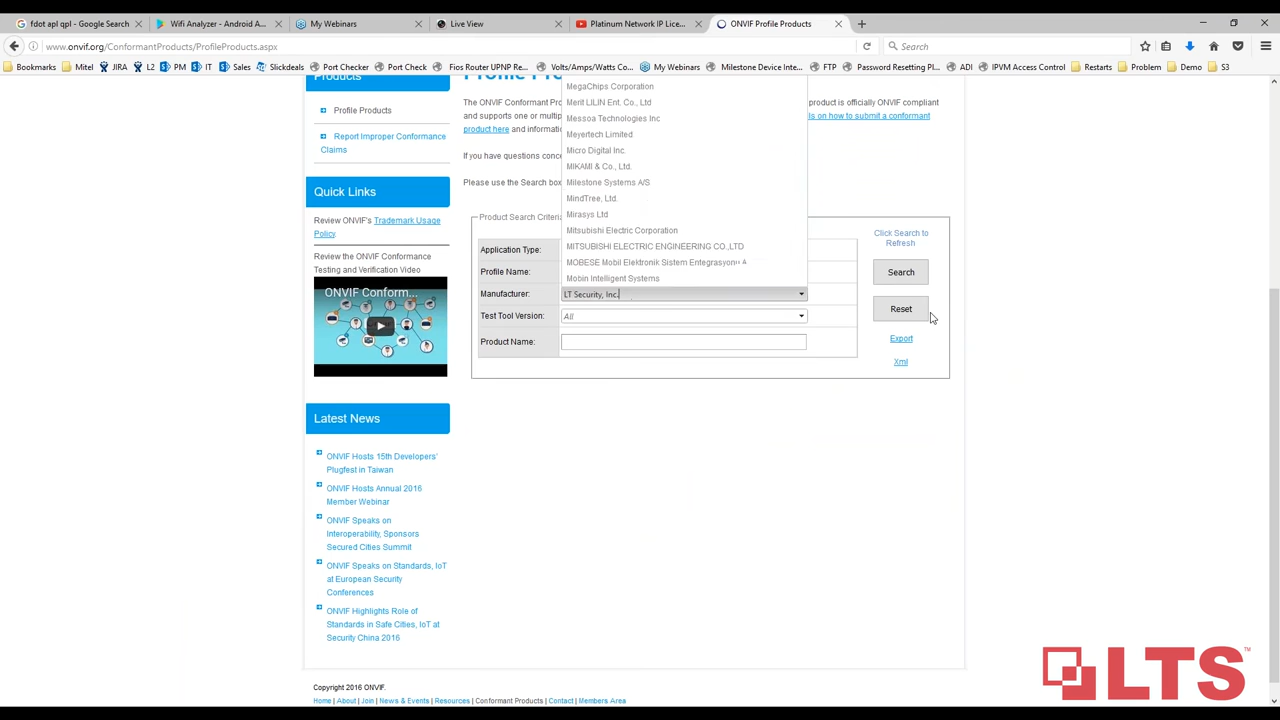 fdot apl qpl - Google Search
Wifi Analyzer - Android A...
My Webinars
Live View
Platinum Network IP Lice...
ONVIF Profile Products
www.onvif.org/ConformantProducts/ProfileProducts.aspx
Search
Bookmarks Mitel JIRA L2 PM IT Sales Slickdeals Port Checker Port Check Fios Router UPNP Re... Volts/Amps/Watts Co... My Webinars Milestone Device Inte... FTP Password Resetting Pl... ADI IPVM Access Control Restarts Problem Demo S3
Products
Profile Products
Report Improper Conformance
Claims
Quick Links
Review ONVIF's Trademark Usage
Policy
Review the ONVIF Conformance
Testing and Verification Video
ONVIF Conform...
Latest News
ONVIF Hosts 15th Developers'
Plugfest in Taiwan
ONVIF Hosts Annual 2016
Member Webinar
ONVIF Speaks on
Interoperability, Sponsors
Secured Cities Summit
ONVIF Speaks on Standards, IoT
at European Security
Conferences
ONVIF Highlights Role of
Standards in Safe Cities, IoT at
Security China 2016
The ONVIF Conformant Pro
product is officially ONVIF compliant
and supports one or multip
ls on how to submit a conformant
product here and information
If you have questions conce
Please use the Search box
MegaChips Corporation
Merit LILIN Ent. Co., Ltd
Messoa Technologies Inc
Meyertech Limited
Micro Digital Inc.
MIKAMI & Co., Ltd.
Milestone Systems A/S
MindTree, Ltd.
Mirasys Ltd
Mitsubishi Electric Corporation
MITSUBISHI ELECTRIC ENGINEERING CO.,LTD
MOBESE Mobil Elektronik Sistem Entegrasyonu A
Mobin Intelligent Systems
Product Search Criteria
Application Type:
Profile Name:
Manufacturer: LT Security, Inc.
Test Tool Version: All
Product Name:
Click Search to
Refresh
Search
Reset
Export
Xml
Copyright 2016 ONVIF.
Home | About | Join | News & Events | Resources | Conformant Products | Contact | Members Area
LTS™